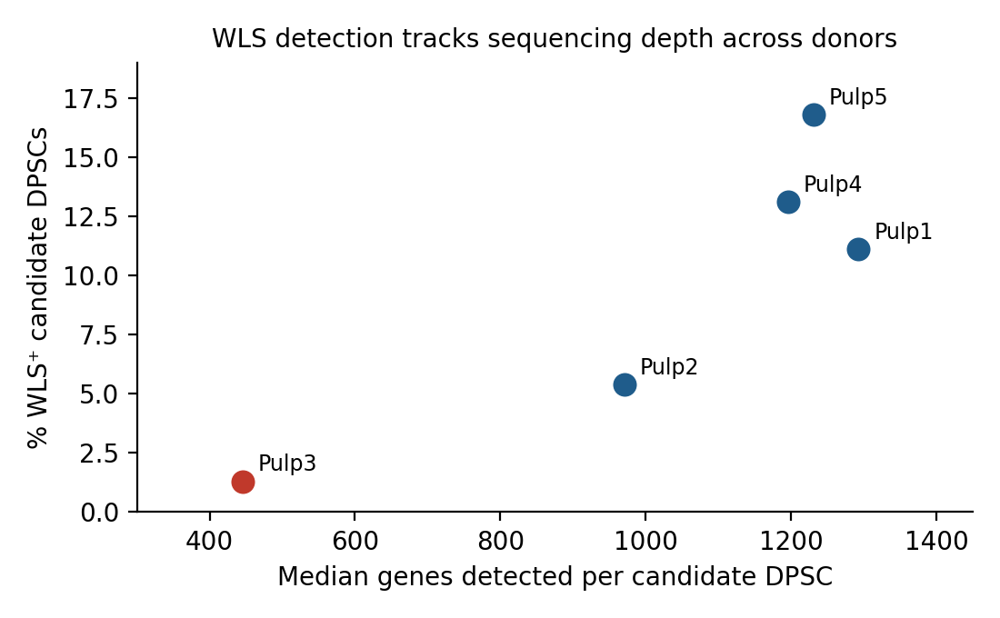 WLS detection tracks sequencing depth across donors
% WLS⁺ candidate DPSCs
17.5
15.0
12.5
10.0
7.5
5.0
2.5
0.0
Pulp5
Pulp4
Pulp1
Pulp2
Pulp3
400 600 800 1000 1200 1400
Median genes detected per candidate DPSC